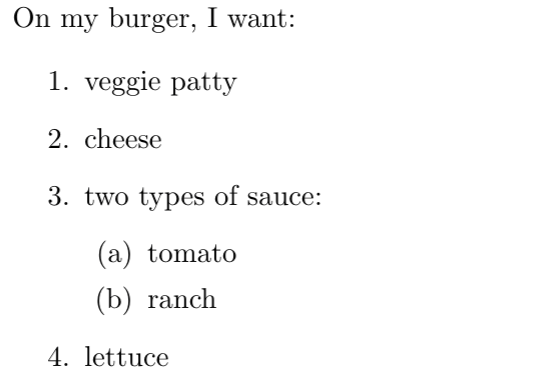 On my burger, I want:
1. veggie patty
2. cheese
3. two types of sauce:
(a) tomato
(b) ranch
4. lettuce